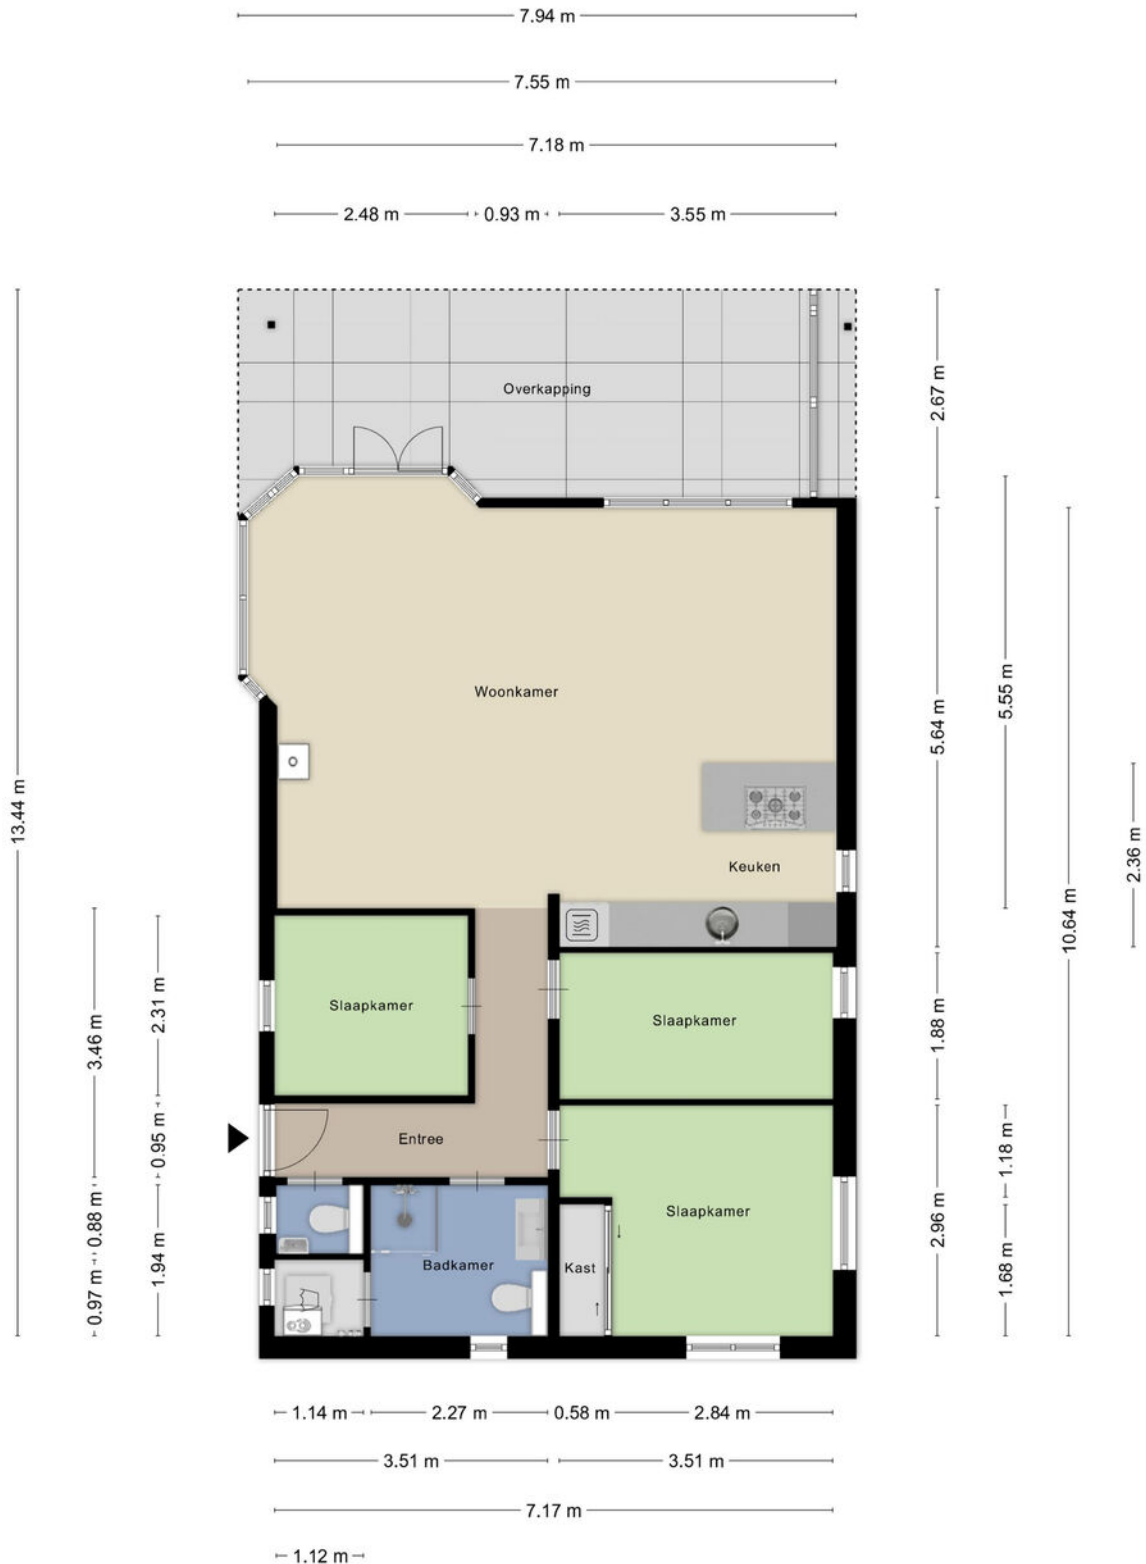 7.94 m
7.55 m
7.18 m
2.48 m
0.93 m
3.55 m
Overkapping
2.67 m
Woonkamer
5.64 m
5.55 m
13.44 m
Keuken
2.36 m
10.64 m
Slaapkamer
Slaapkamer
2.31 m
3.46 m
1.88 m
Entree
0.95 m
1.18 m
Slaapkamer
2.96 m
0.88 m
1.94 m
Badkamer
Kast
0.97 m
1.68 m
1.14 m
2.27 m
0.58 m
2.84 m
3.51 m
3.51 m
7.17 m
1.12 m